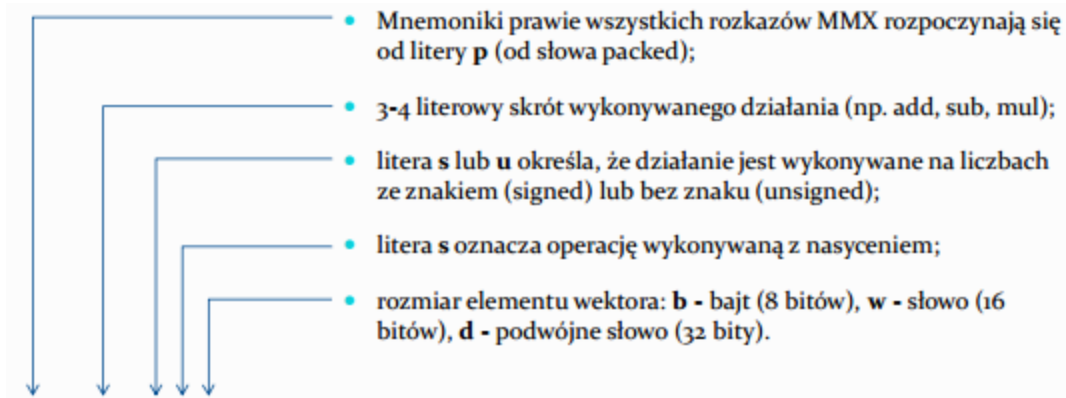 • Mnemoniki prawie wszystkich rozkazów MMX rozpoczynają się
od litery p (od słowa packed);
• 3-4 literowy skrót wykonywanego działania (np. add, sub, mul);
• litera s lub u określa, że działanie jest wykonywane na liczbach
ze znakiem (signed) lub bez znaku (unsigned);
• litera s oznacza operację wykonywaną z nasyceniem;
• rozmiar elementu wektora: b - bajt (8 bitów), w - słowo (16
bitów), d - podwójne słowo (32 bity).